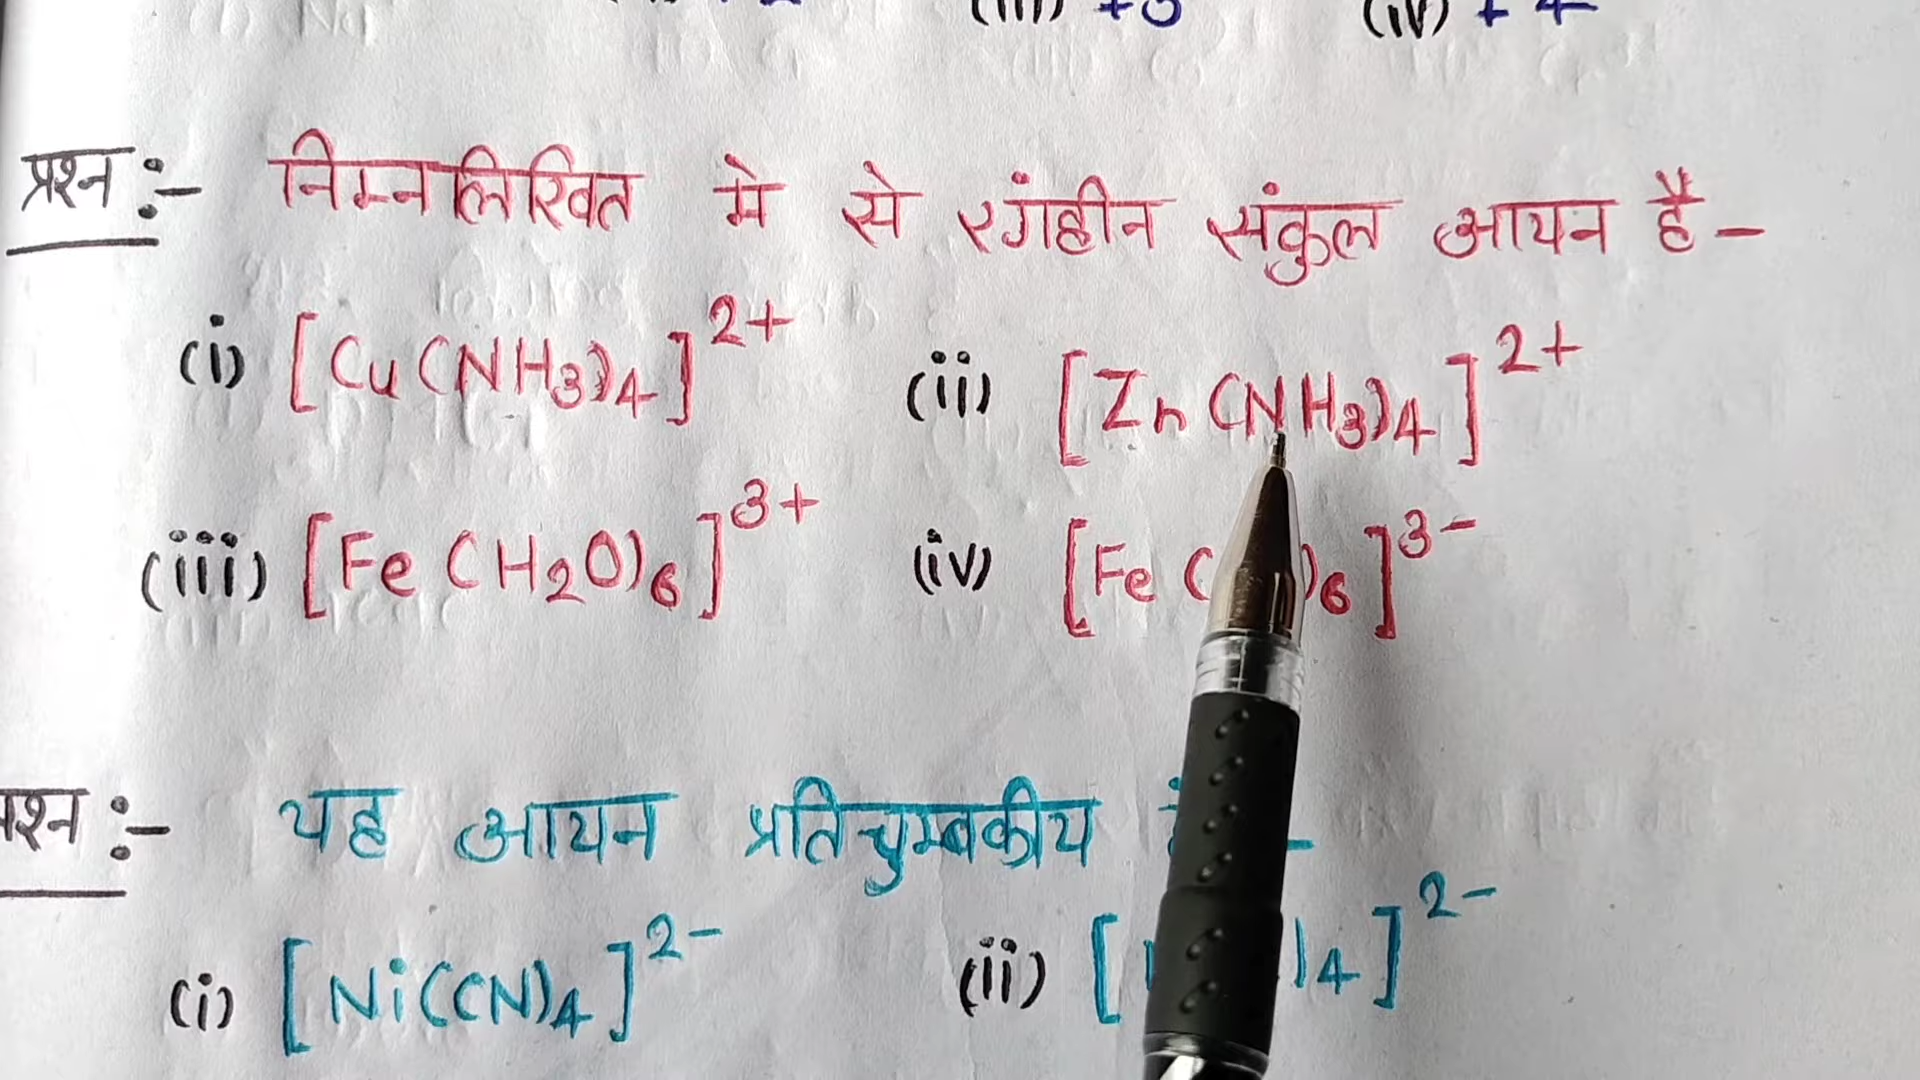 (iii) +3 (iv) +4
प्रश्न :- निम्नलिखित मे से रंगहीन संकुल आयन है -
(i) [Cu(NH3)4]2+ (ii) [Zn(NH3)4]2+
(iii) [Fe(H2O)6]3+ (iv) [Fe( )6]3-
प्रश्न :- यह आयन प्रतिचुम्बकीय -
(i) [Ni(CN)4]2- (ii) [ )4]2-